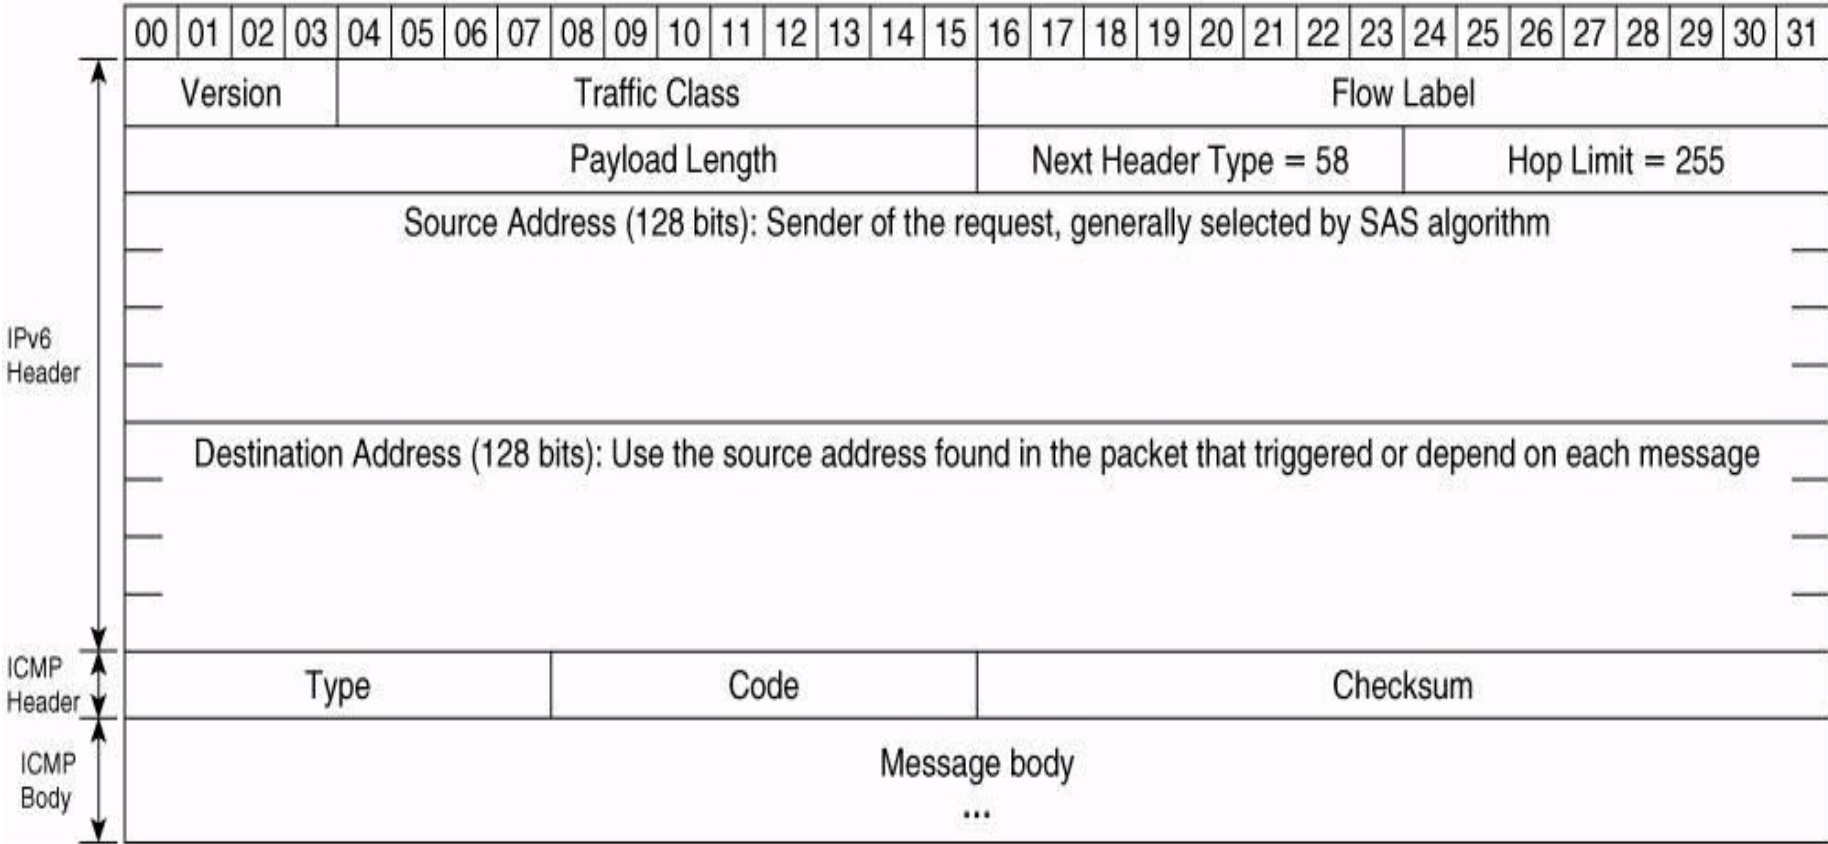 00 01 02 03 04 05 06 07 08 09 10 11 12 13 14 15 16 17 18 19 20 21 22 23 24 25 26 27 28 29 30 31
Version Traffic Class Flow Label
Payload Length Next Header Type = 58 Hop Limit = 255
Source Address (128 bits): Sender of the request, generally selected by SAS algorithm
IPv6
Header
Destination Address (128 bits): Use the source address found in the packet that triggered or depend on each message
ICMP
Header
Type Code Checksum
ICMP
Body
Message body
...